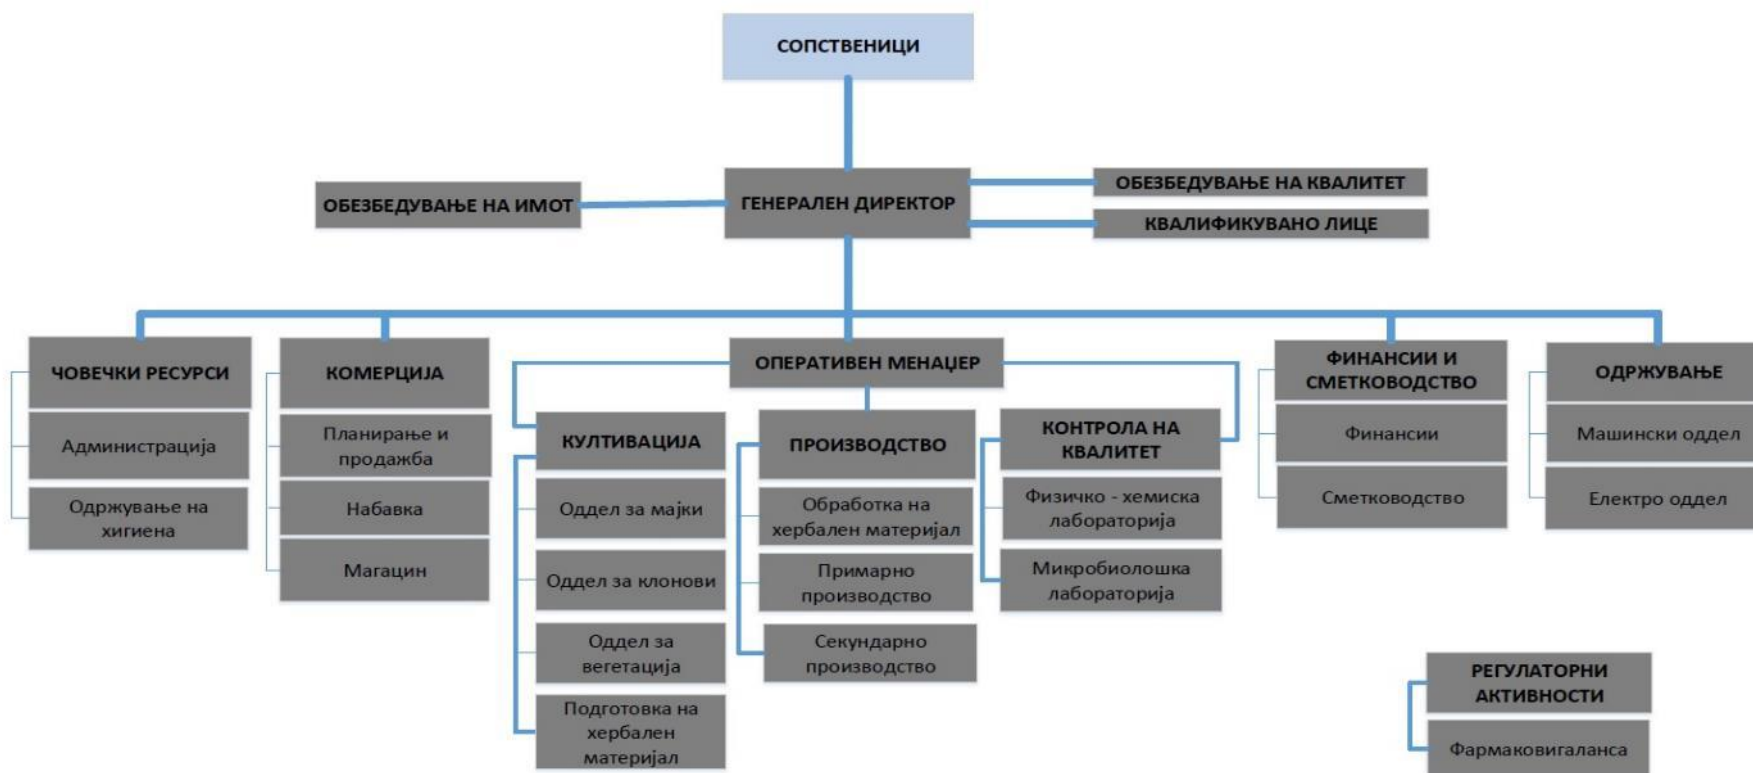 СОПСТВЕНИЦИ
ОБЕЗБЕДУВАЊЕ НА ИМОТ
ГЕНЕРАЛЕН ДИРЕКТОР
ОБЕЗБЕДУВАЊЕ НА КВАЛИТЕТ
КВАЛИФИКУВАНО ЛИЦЕ
ЧОВЕЧКИ РЕСУРСИ
Администрација
Одржување на
хигиена
КОМЕРЦИЈА
Планирање и
продажба
Набавка
Магацин
ОПЕРАТИВЕН МЕНАЏЕР
КУЛТИВАЦИЈА
Оддел за мајки
Оддел за клонови
Оддел за
вегетација
Подготовка на
хербален
материјал
ПРОИЗВОДСТВО
Обработка на
хербален материјал
Примарно
производство
Секундарно
производство
КОНТРОЛА НА
КВАЛИТЕТ
Физичко - хемиска
лабораторија
Микробиолошка
лабораторија
ФИНАНСИИ И
СМЕТКОВОДСТВО
Финансии
Сметководство
ОДРЖУВАЊЕ
Машински оддел
Електро оддел
РЕГУЛАТОРНИ
АКТИВНОСТИ
Фармаковигаланса